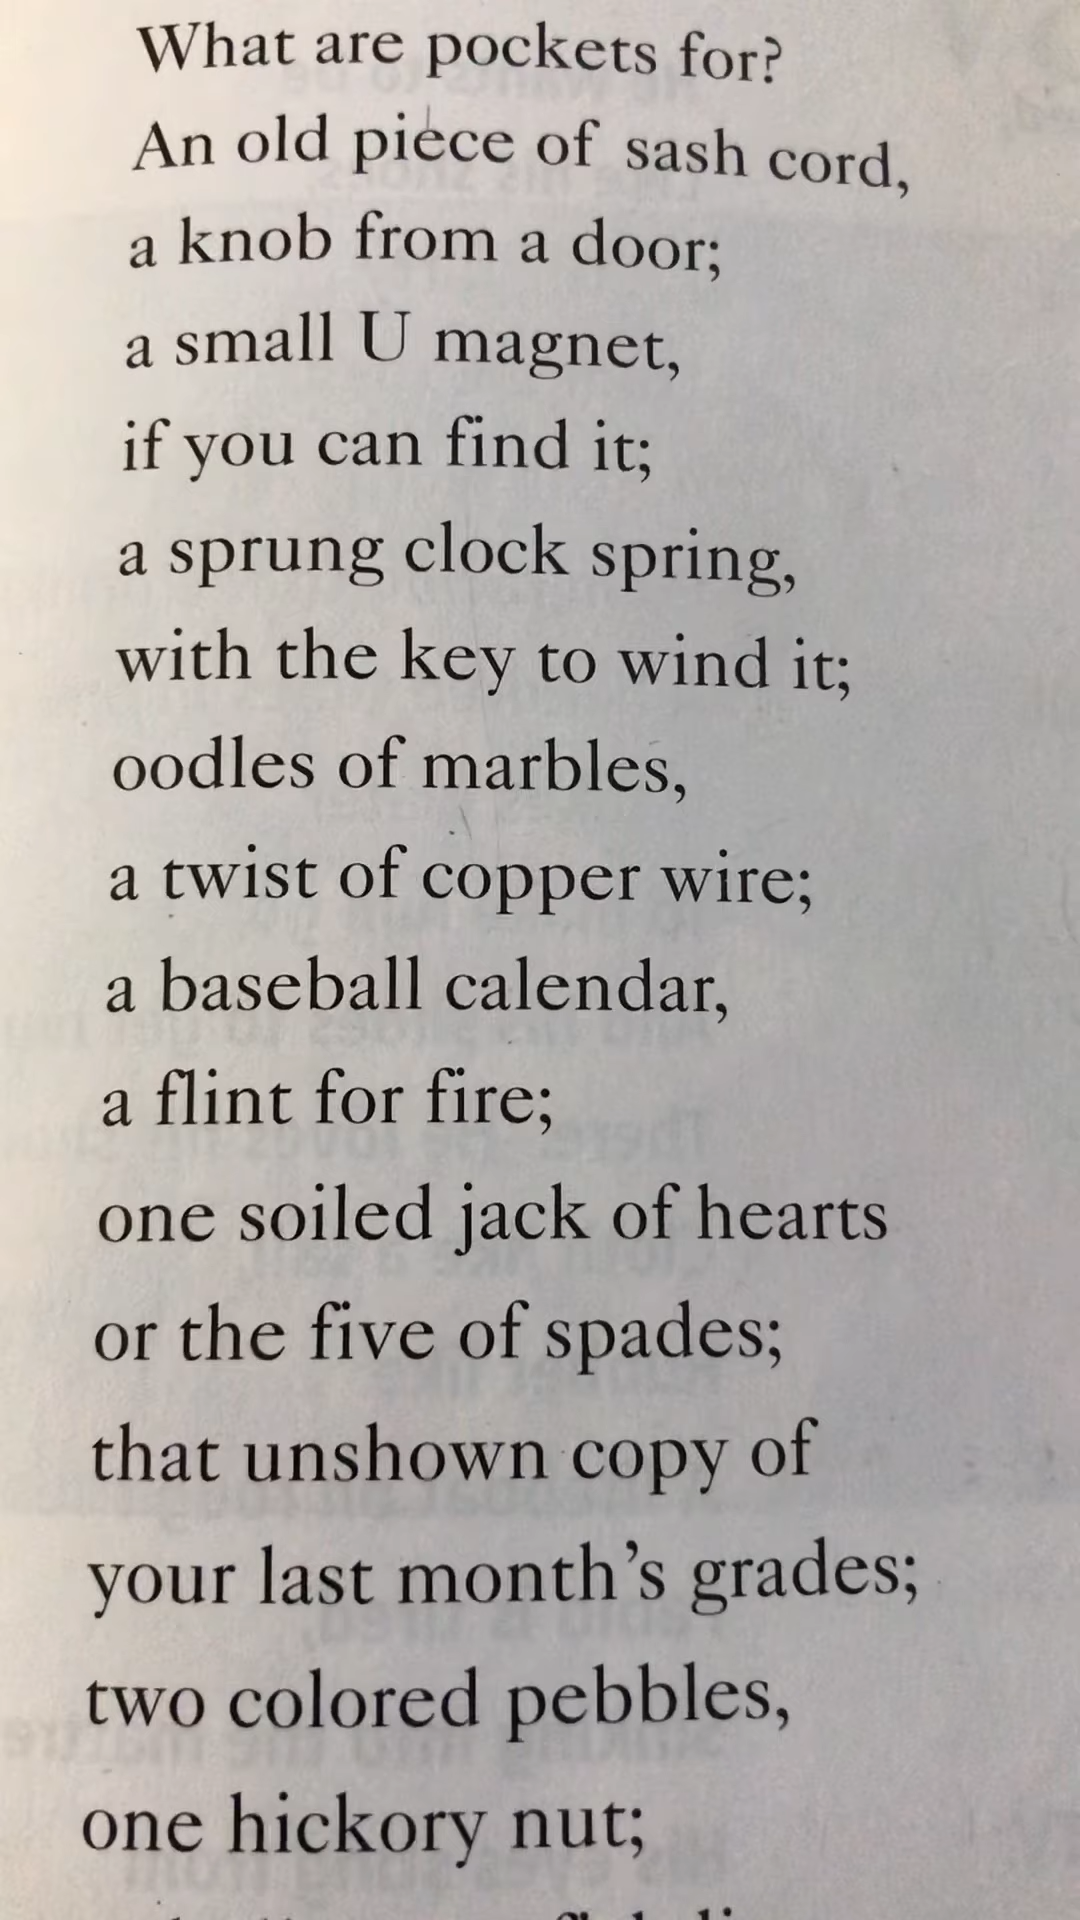 What are pockets for?
An old piece of sash cord,
a knob from a door;
a small U magnet,
if you can find it;
a sprung clock spring,
with the key to wind it;
oodles of marbles,
a twist of copper wire;
a baseball calendar,
a flint for fire;
one soiled jack of hearts
or the five of spades;
that unshown copy of
your last month's grades;
two colored pebbles,
one hickory nut;